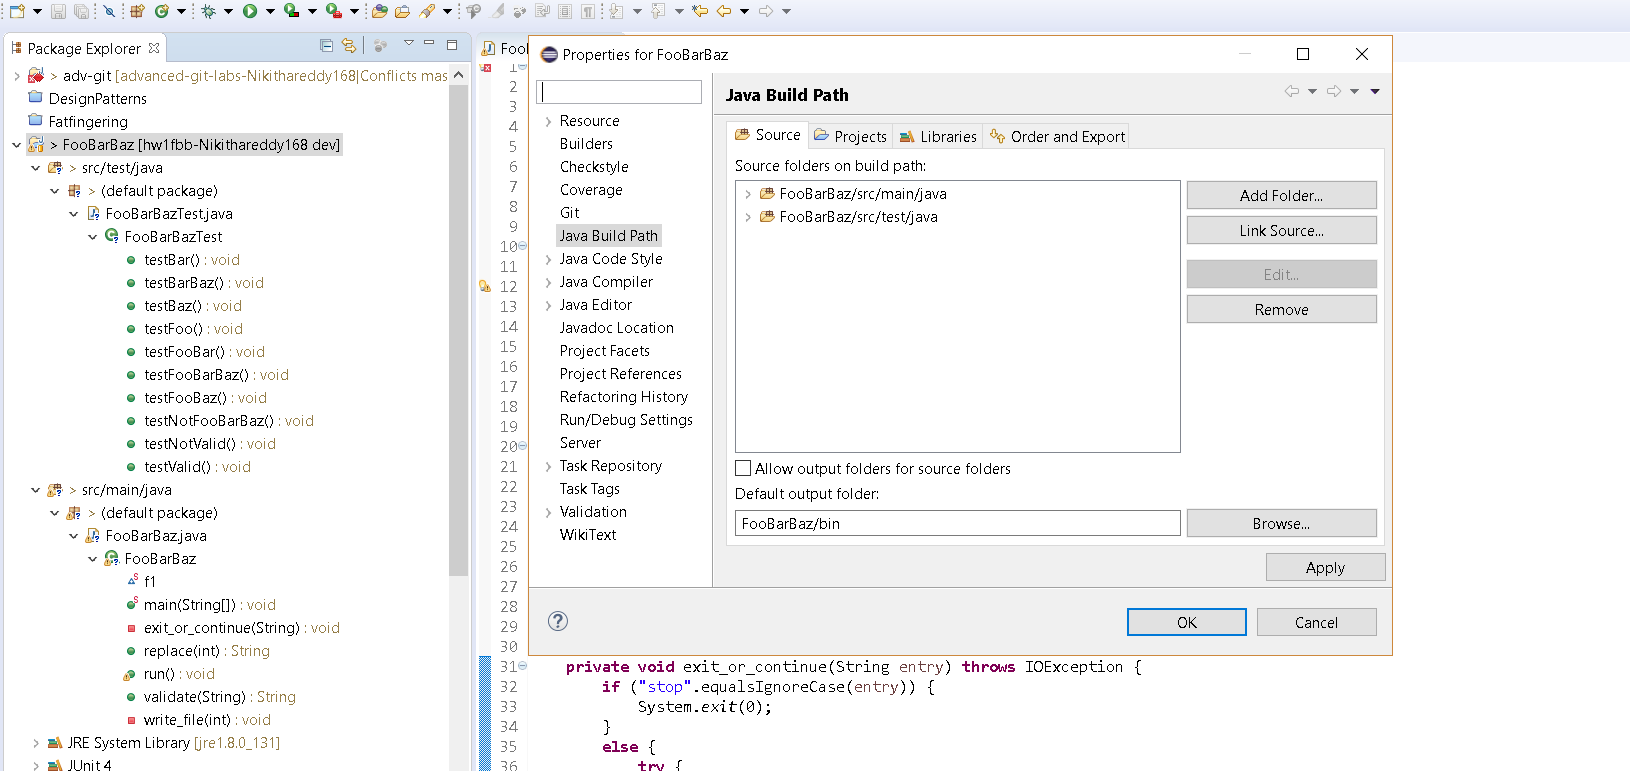 Package Explorer
> adv-git [advanced-git-labs-Nikithareddy168|Conflicts mas
DesignPatterns
Fatfingering
> FooBarBaz [hw1fbb-Nikithareddy168 dev]
> src/test/java
> (default package)
FooBarBazTest.java
FooBarBazTest
testBar() : void
testBarBaz() : void
testBaz() : void
testFoo() : void
testFooBar() : void
testFooBarBaz() : void
testFooBaz() : void
testNotFooBarBaz() : void
testNotValid() : void
testValid() : void
> src/main/java
> (default package)
FooBarBaz.java
FooBarBaz
f1
main(String[]) : void
exit_or_continue(String) : void
replace(int) : String
run() : void
validate(String) : String
write_file(int) : void
JRE System Library [jre1.8.0_131]
JUnit 4
Fool
1
2
3
4
5
6
7
8
9
10
11
12
13
14
15
16
17
18
19
20
21
22
23
24
25
26
27
28
29
30
31 private void exit_or_continue(String entry) throws IOException {
32 if ("stop".equalsIgnoreCase(entry)) {
33 System.exit(0);
34 }
35 else {
36 try {
Properties for FooBarBaz
Resource
Builders
Checkstyle
Coverage
Git
Java Build Path
Java Code Style
Java Compiler
Java Editor
Javadoc Location
Project Facets
Project References
Refactoring History
Run/Debug Settings
Server
Task Repository
Task Tags
Validation
WikiText
Java Build Path
Source Projects Libraries Order and Export
Source folders on build path:
FooBarBaz/src/main/java
FooBarBaz/src/test/java
Add Folder...
Link Source...
Edit...
Remove
Allow output folders for source folders
Default output folder:
FooBarBaz/bin
Browse...
Apply
OK
Cancel